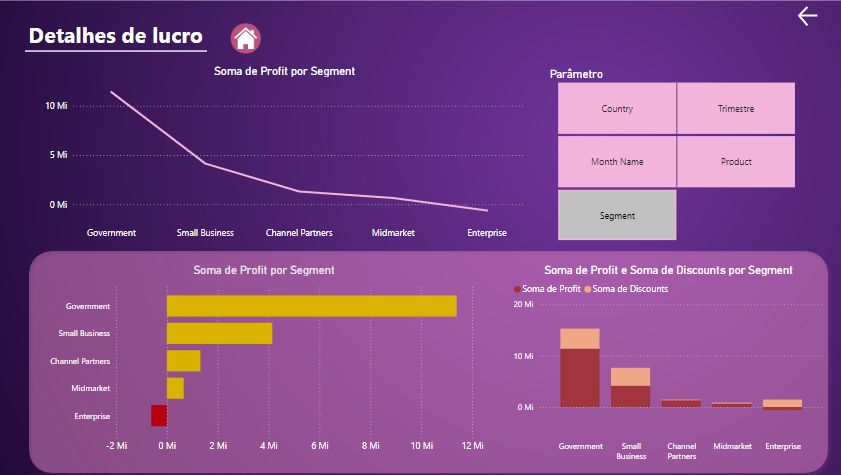 Detalhes de lucro
Soma de Profit por Segment
10 Mi
5 Mi
0 Mi
Government
Small Business
Channel Partners
Midmarket
Enterprise
Parâmetro
Country
Trimestre
Month Name
Product
Segment
Soma de Profit por Segment
Government
Small Business
Channel Partners
Midmarket
Enterprise
-2 Mi
0 Mi
2 Mi
4 Mi
6 Mi
8 Mi
10 Mi
12 Mi
Soma de Profit e Soma de Discounts por Segment
Soma de Profit
Soma de Discounts
20 Mi
10 Mi
0 Mi
Government
Small
Business
Channel
Partners
Midmarket
Enterprise